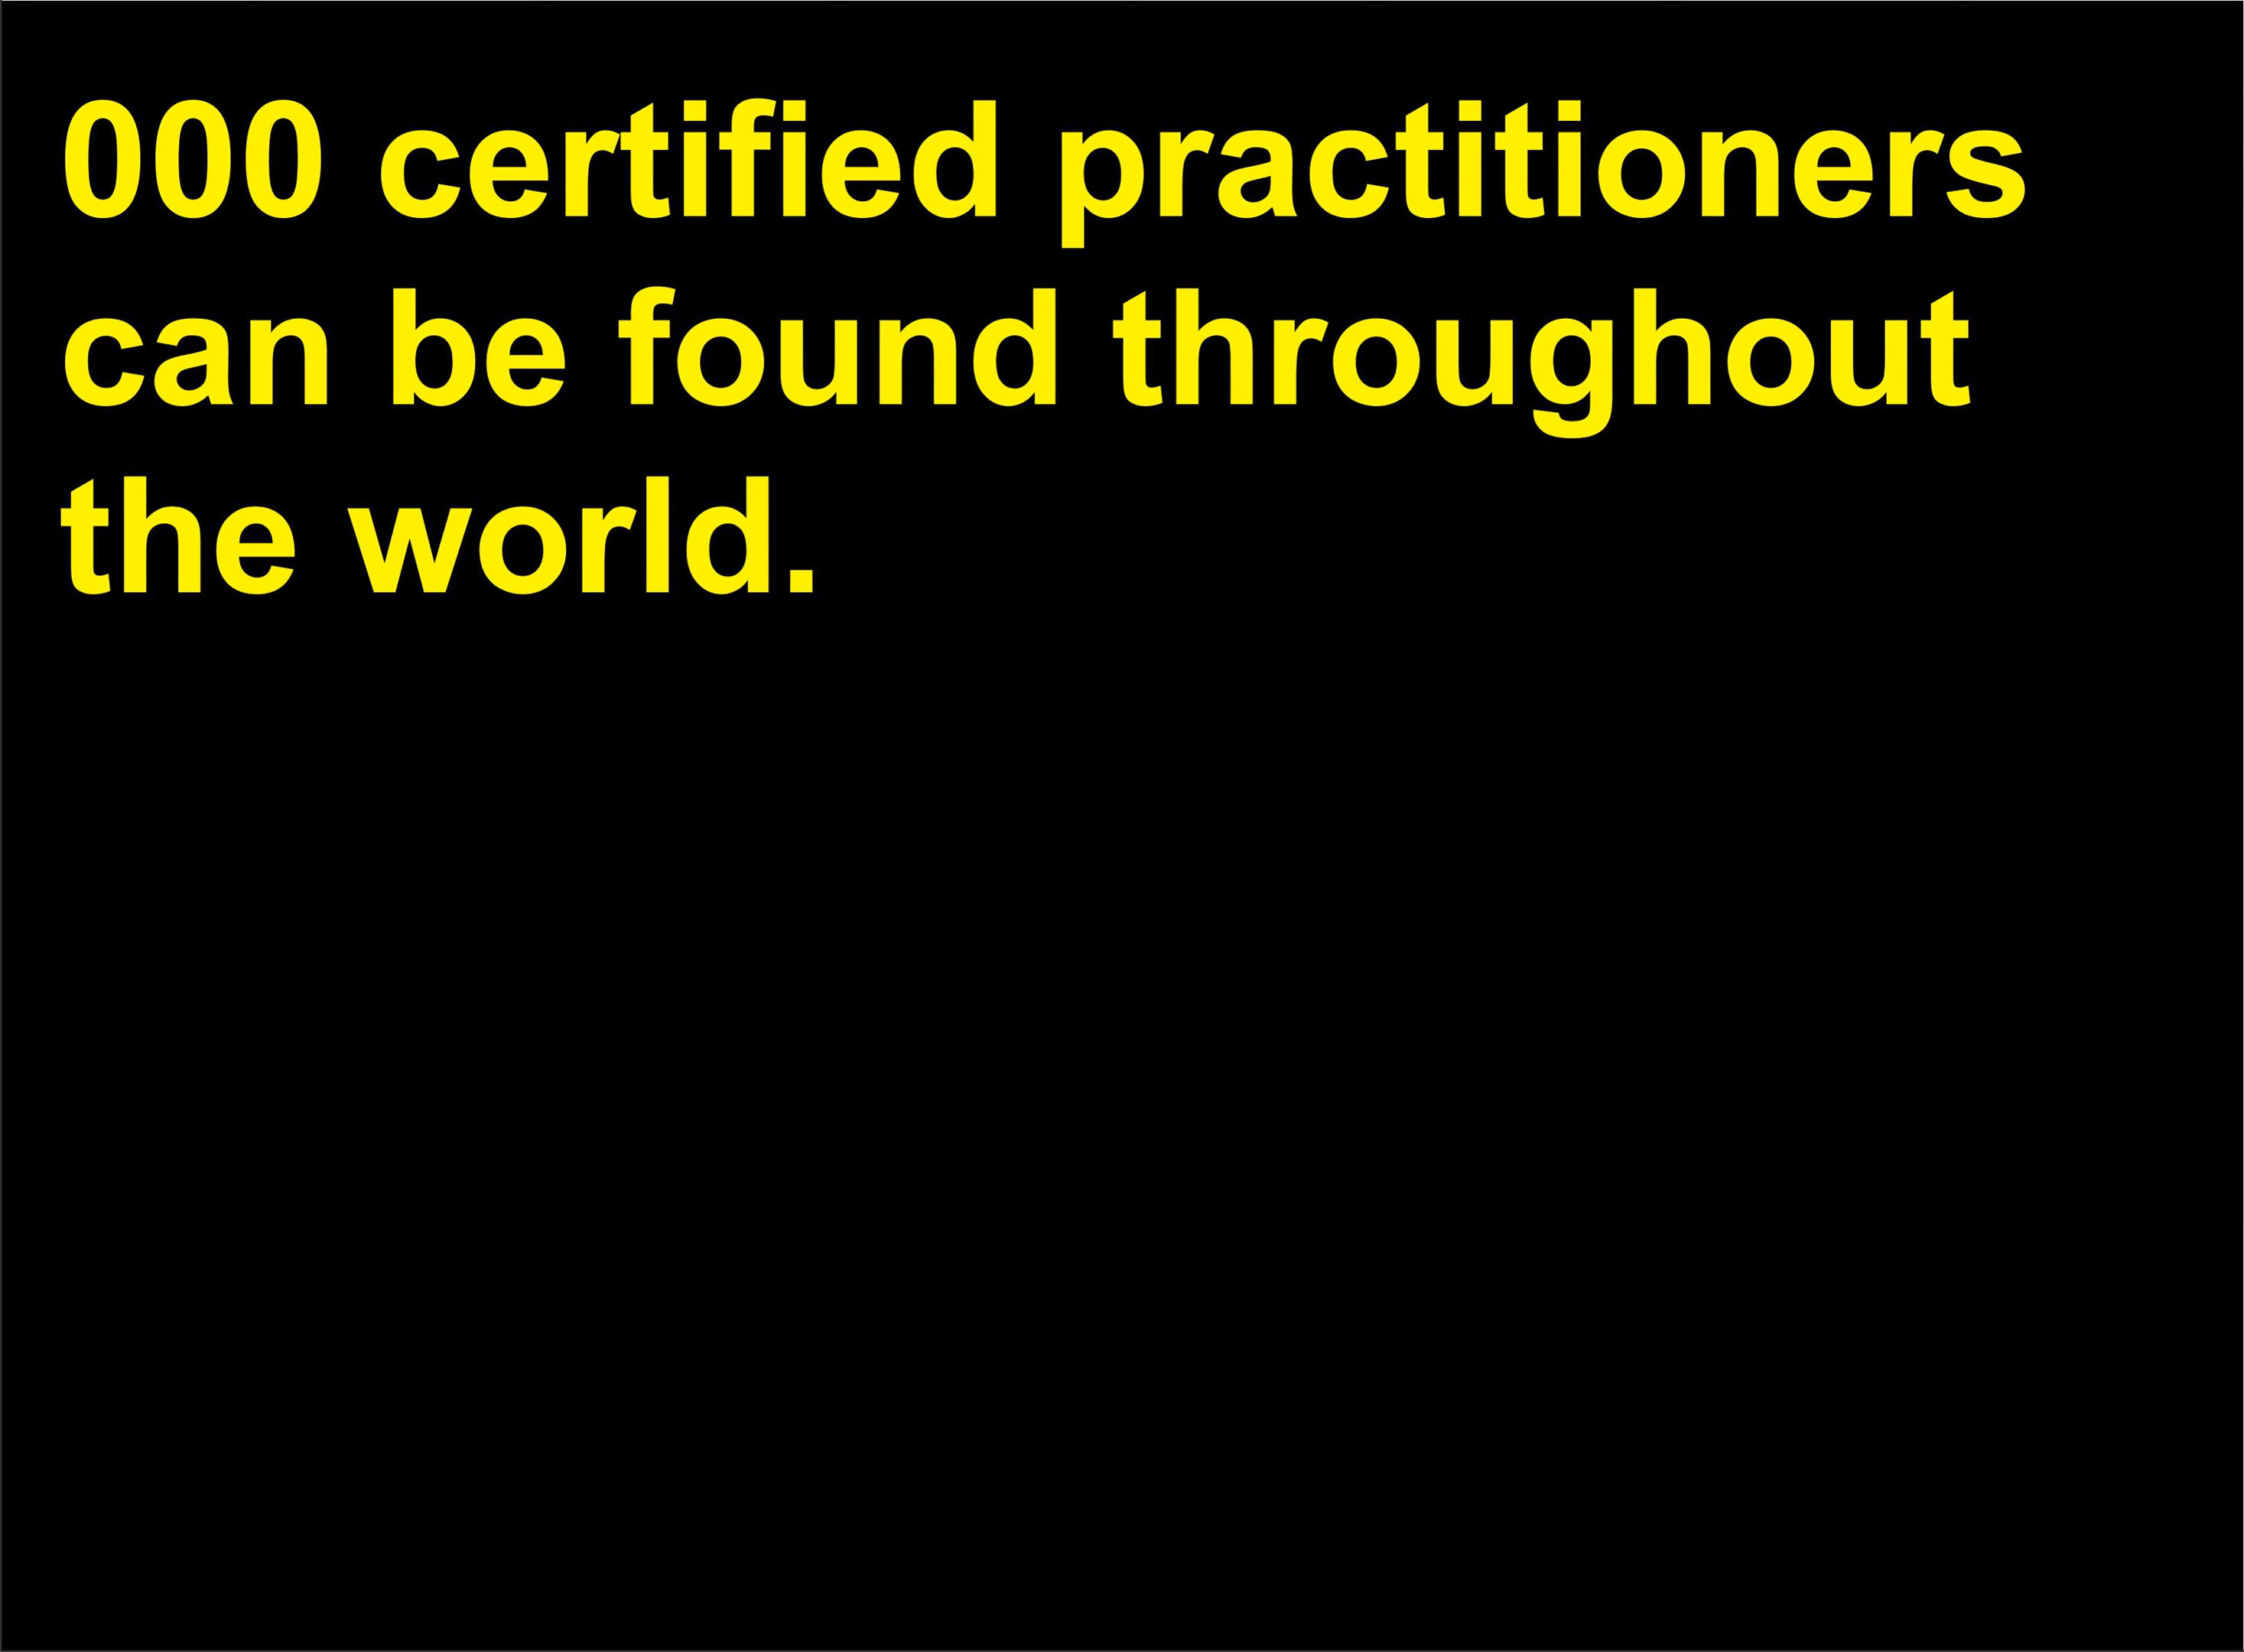 000 certified practitioners
can be found throughout
the world.